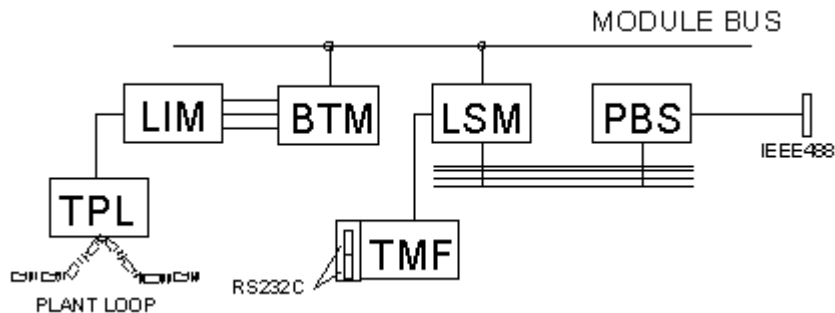 MODULE BUS
LIM
BTM
LSM
PBS
IEEE488
TPL
TMF
RS232C
PLANT LOOP